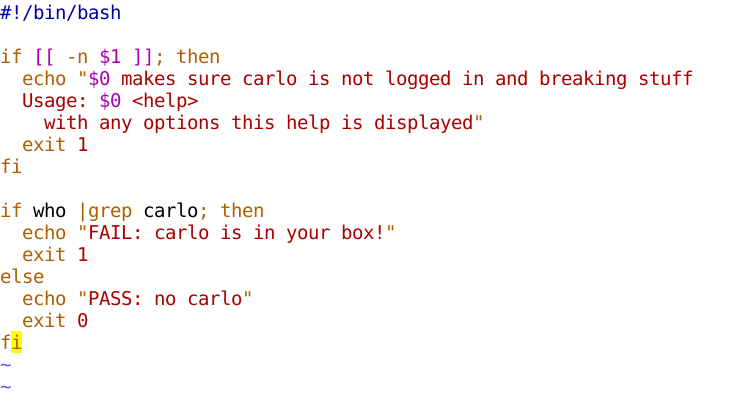 #!/bin/bash

if [[ -n $1 ]]; then
  echo "$0 makes sure carlo is not logged in and breaking stuff
  Usage: $0 <help>
    with any options this help is displayed"
  exit 1
fi

if who |grep carlo; then
  echo "FAIL: carlo is in your box!"
  exit 1
else
  echo "PASS: no carlo"
  exit 0
fi
~
~